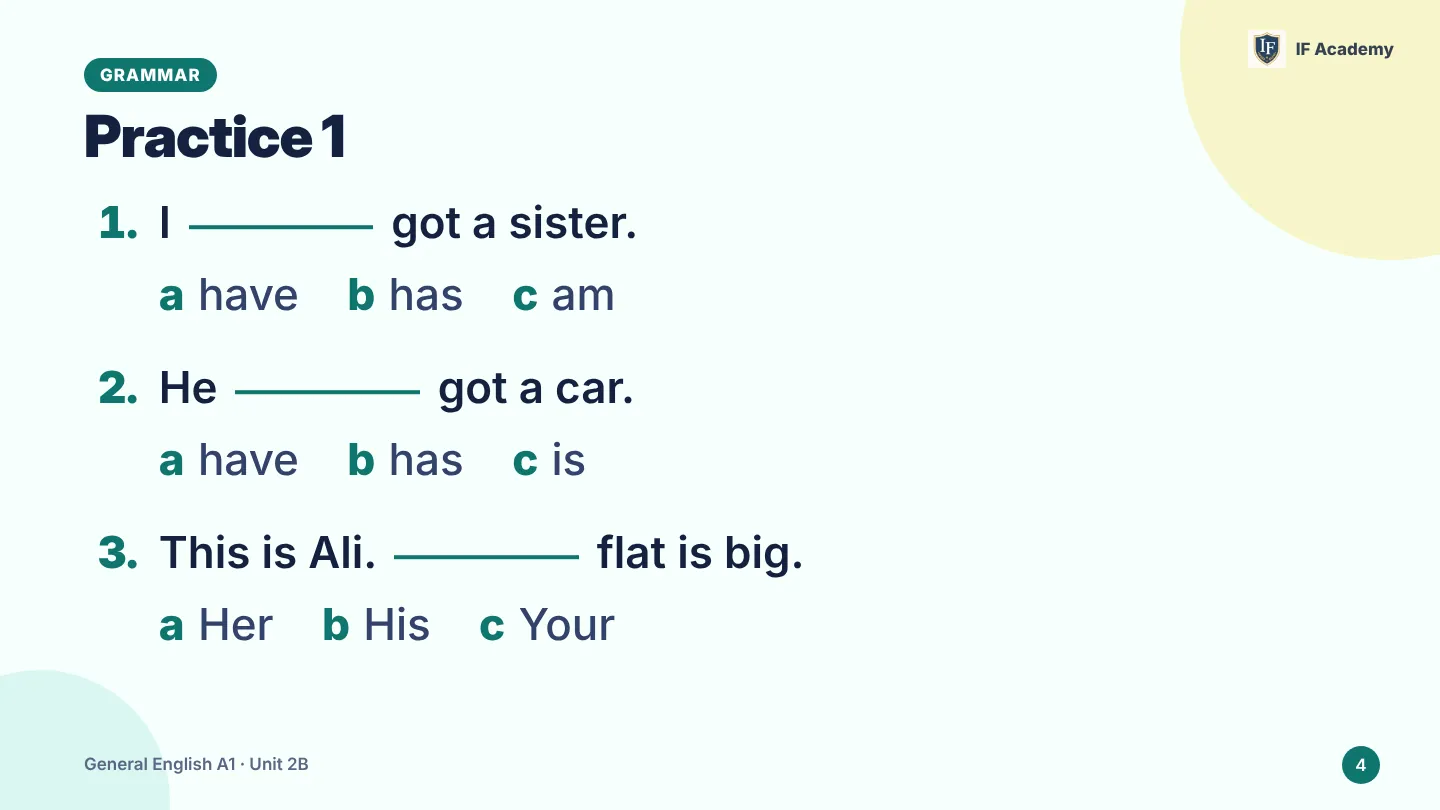 IF
IF Academy
GRAMMAR
Practice 1
1. I ________ got a sister.
a have b has c am
2. He ________ got a car.
a have b has c is
3. This is Ali. ________ flat is big.
a Her b His c Your
General English A1 · Unit 2B
4